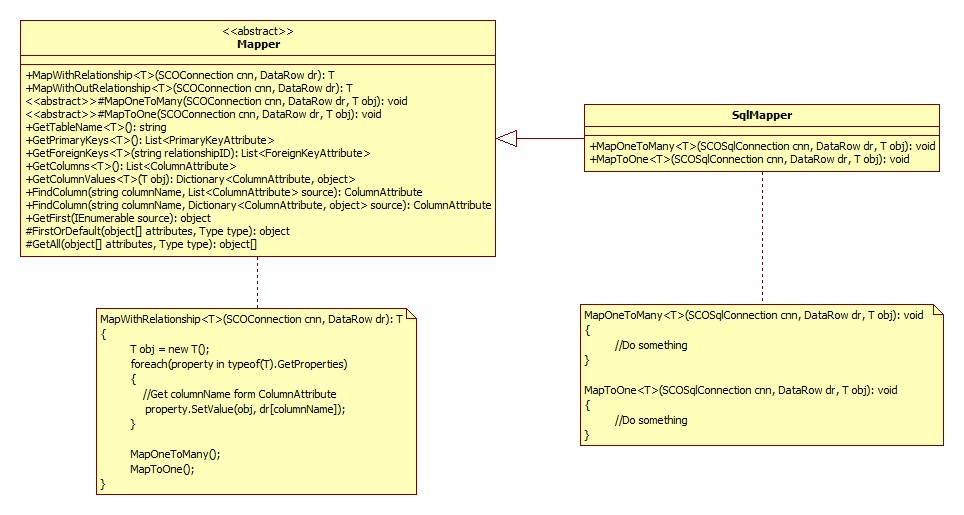 <<abstract>>
Mapper
+MapWithRelationship<T>(SCOConnection cnn, DataRow dr): T
+MapWithOutRelationship<T>(SCOConnection cnn, DataRow dr): T
<<abstract>>#MapOneToMany(SCOConnection cnn, DataRow dr, T obj): void
<<abstract>>#MapToOne(SCOConnection cnn, DataRow dr, T obj): void
+GetTableName<T>(): string
+GetPrimaryKeys<T>(): List<PrimaryKeyAttribute>
+GetForeignKeys<T>(string relationshipID): List<ForeignKeyAttribute>
+GetColumns<T>(): List<ColumnAttribute>
+GetColumnValues<T>(T obj): Dictionary<ColumnAttribute, object>
+FindColumn(string columnName, List<ColumnAttribute> source): ColumnAttribute
+FindColumn(string columnName, Dictionary<ColumnAttribute, object> source): ColumnAttribute
+GetFirst(IEnumerable source): object
#FirstOrDefault(object[] attributes, Type type): object
#GetAll(object[] attributes, Type type): object[]
SqlMapper
+MapOneToMany<T>(SCOSqlConnection cnn, DataRow dr, T obj): void
+MapToOne<T>(SCOSqlConnection cnn, DataRow dr, T obj): void
MapWithRelationship<T>(SCOConnection cnn, DataRow dr): T
{
T obj = new T();
foreach(property in typeof(T).GetProperties)
{
//Get columnName form ColumnAttribute
property.SetValue(obj, dr[columnName]);
}
MapOneToMany();
MapToOne();
}
MapOneToMany<T>(SCOSqlConnection cnn, DataRow dr, T obj): void
{
//Do something
}
MapToOne<T>(SCOSqlConnection cnn, DataRow dr, T obj): void
{
//Do something
}